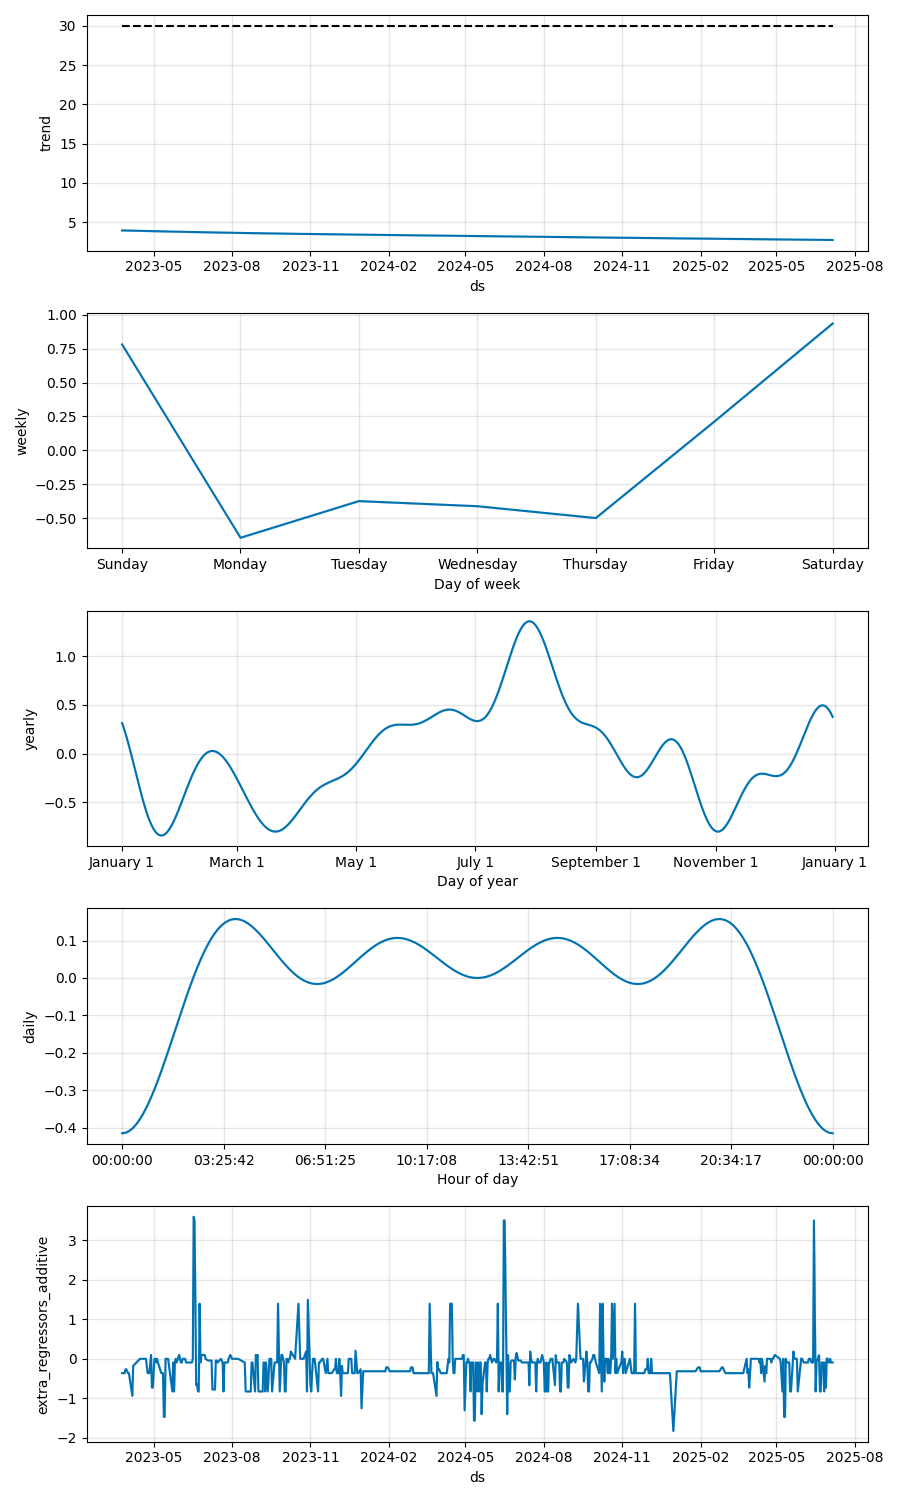 30
25
20
15
10
5
trend
2023-05 2023-08 2023-11 2024-02 2024-05 2024-08 2024-11 2025-02 2025-05 2025-08
ds
1.00
0.75
0.50
0.25
0.00
−0.25
−0.50
weekly
Sunday Monday Tuesday Wednesday Thursday Friday Saturday
Day of week
1.0
0.5
0.0
−0.5
yearly
January 1 March 1 May 1 July 1 September 1 November 1 January 1
Day of year
0.1
0.0
−0.1
−0.2
−0.3
−0.4
daily
00:00:00 03:25:42 06:51:25 10:17:08 13:42:51 17:08:34 20:34:17 00:00:00
Hour of day
3
2
1
0
−1
−2
extra_regressors_additive
2023-05 2023-08 2023-11 2024-02 2024-05 2024-08 2024-11 2025-02 2025-05 2025-08
ds